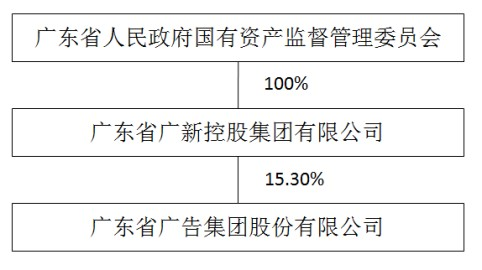 广东省人民政府国有资产监督管理委员会
100%
广东省广新控股集团有限公司
15.30%
广东省广告集团股份有限公司